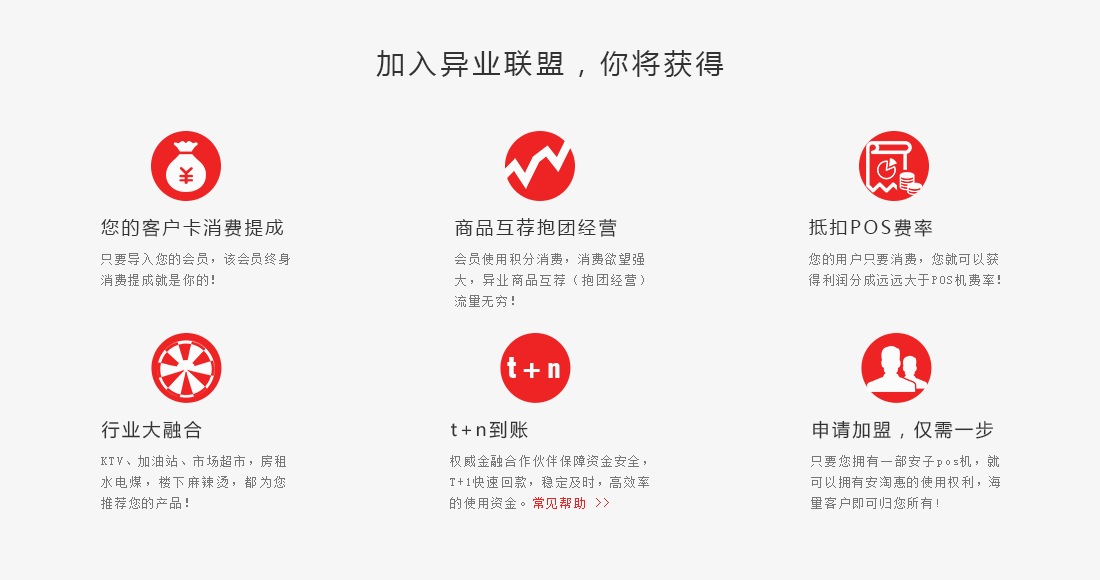 加入异业联盟，你将获得
¥
您的客户卡消费提成
只要导入您的会员，该会员终身
消费提成就是你的！
商品互荐抱团经营
会员使用积分消费，消费欲望强
大，异业商品互荐（抱团经营）
流量无穷！
抵扣POS费率
您的用户只要消费，您就可以获
得利润分成远远大于POS机费率！
行业大融合
KTV、加油站、市场超市，房租
水电煤，楼下麻辣烫，都为您
推荐您的产品！
t+n
t+n到账
权威金融合作伙伴保障资金安全，
T+1快速回款，稳定及时，高效率
的使用资金。常见帮助 >>
申请加盟，仅需一步
只要您拥有一部安子pos机，就
可以拥有安淘惠的使用权利，海
量客户即可归您所有！